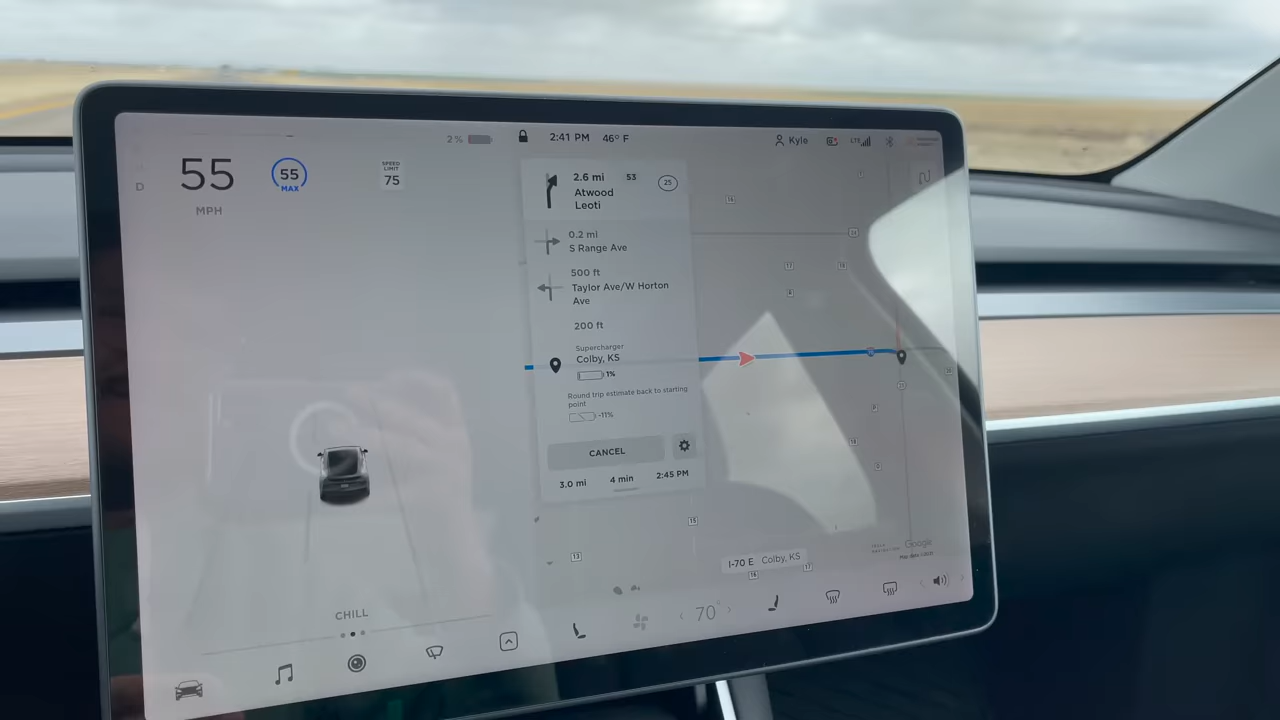 2% 2:41 PM 46° F Kyle LTE
D
55
MPH
55
MAX
SPEED
LIMIT
75
2.6 mi 53 25
Atwood
Leoti
0.2 mi
S Range Ave
500 ft
Taylor Ave/W Horton
Ave
200 ft
Supercharger
Colby, KS
1%
Round trip estimate back to starting
point
-11%
CANCEL
3.0 mi 4 min 2:45 PM
I-70 E Colby, KS
Google
CHILL
70°